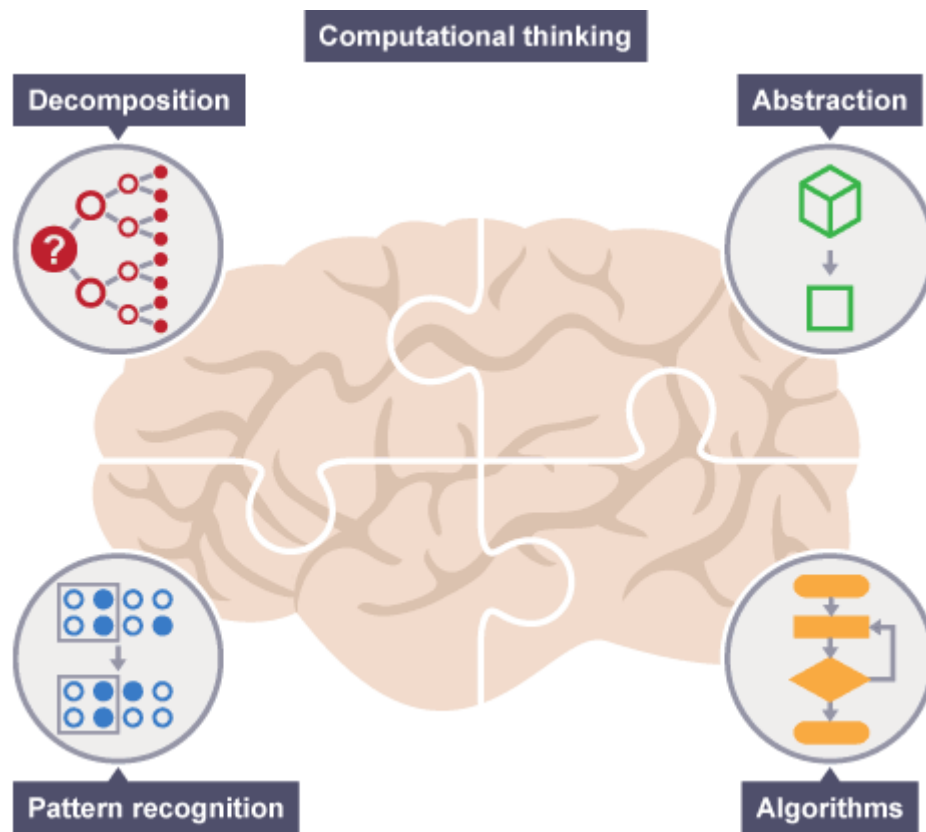 Computational thinking
Decomposition
Abstraction
?
Pattern recognition
Algorithms